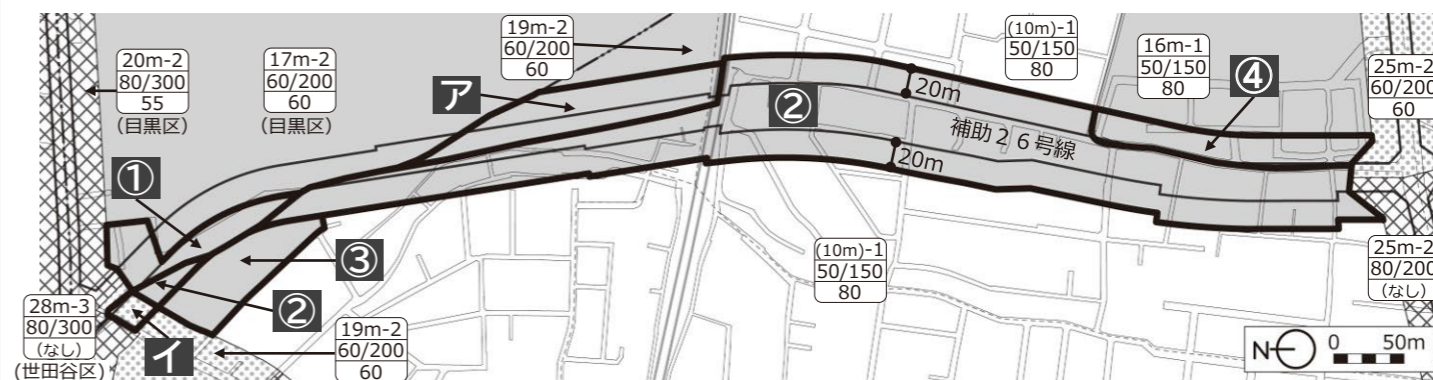 19m-2
60/200
60
(10m)-1
50/150
80
16m-1
50/150
80
④
25m-2
60/200
60
20m-2
80/300
55
(目黒区)
17m-2
60/200
60
(目黒区)
ア
20m
②
補助26号線
20m
①
③
②
イ
28m-3
80/300
(なし)
(世田谷区)
19m-2
60/200
60
(10m)-1
50/150
80
25m-2
80/200
(なし)
N
0 50m